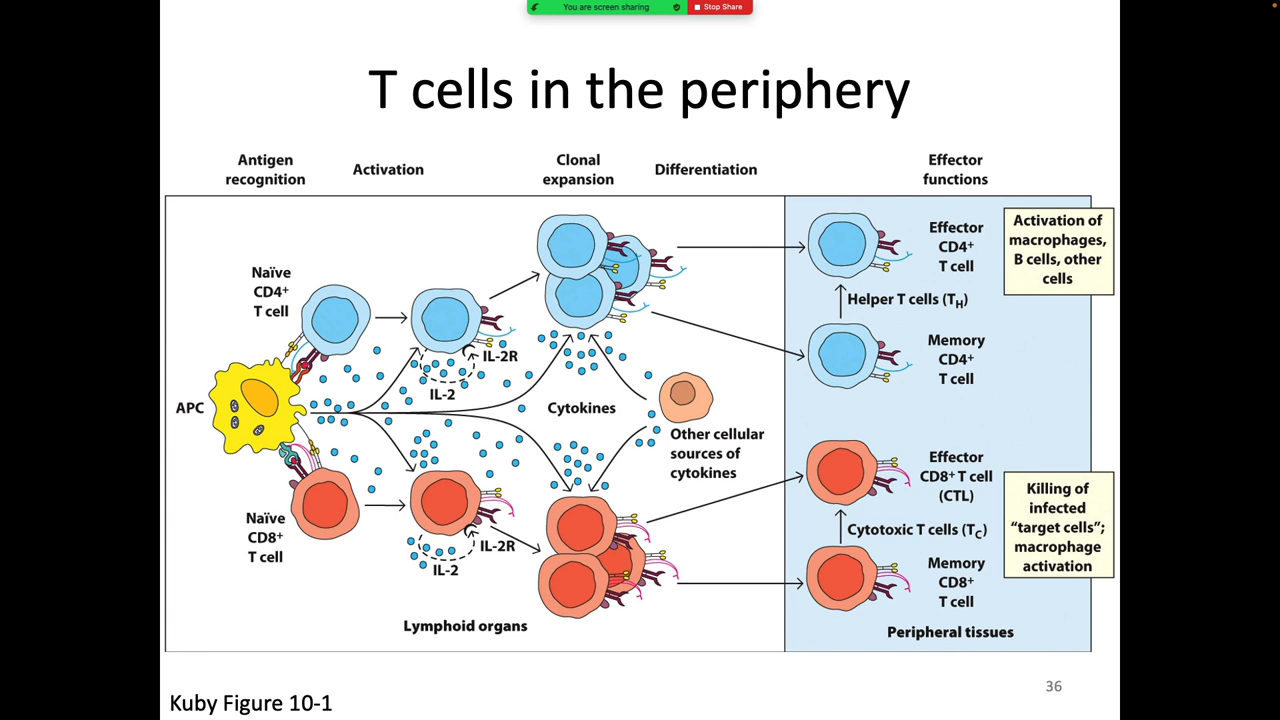 You are screen sharing
Stop Share
T cells in the periphery
Antigen
recognition
Activation
Clonal
expansion
Differentiation
Effector
functions
Naïve
CD4+
T cell
APC
Naïve
CD8+
T cell
IL-2R
IL-2
IL-2R
IL-2
Cytokines
Other cellular
sources of
cytokines
Lymphoid organs
Effector
CD4+
T cell
Helper T cells (TH)
Memory
CD4+
T cell
Activation of
macrophages,
B cells, other
cells
Effector
CD8+ T cell
(CTL)
Cytotoxic T cells (TC)
Memory
CD8+
T cell
Killing of
infected
“target cells”;
macrophage
activation
Peripheral tissues
36
Kuby Figure 10-1